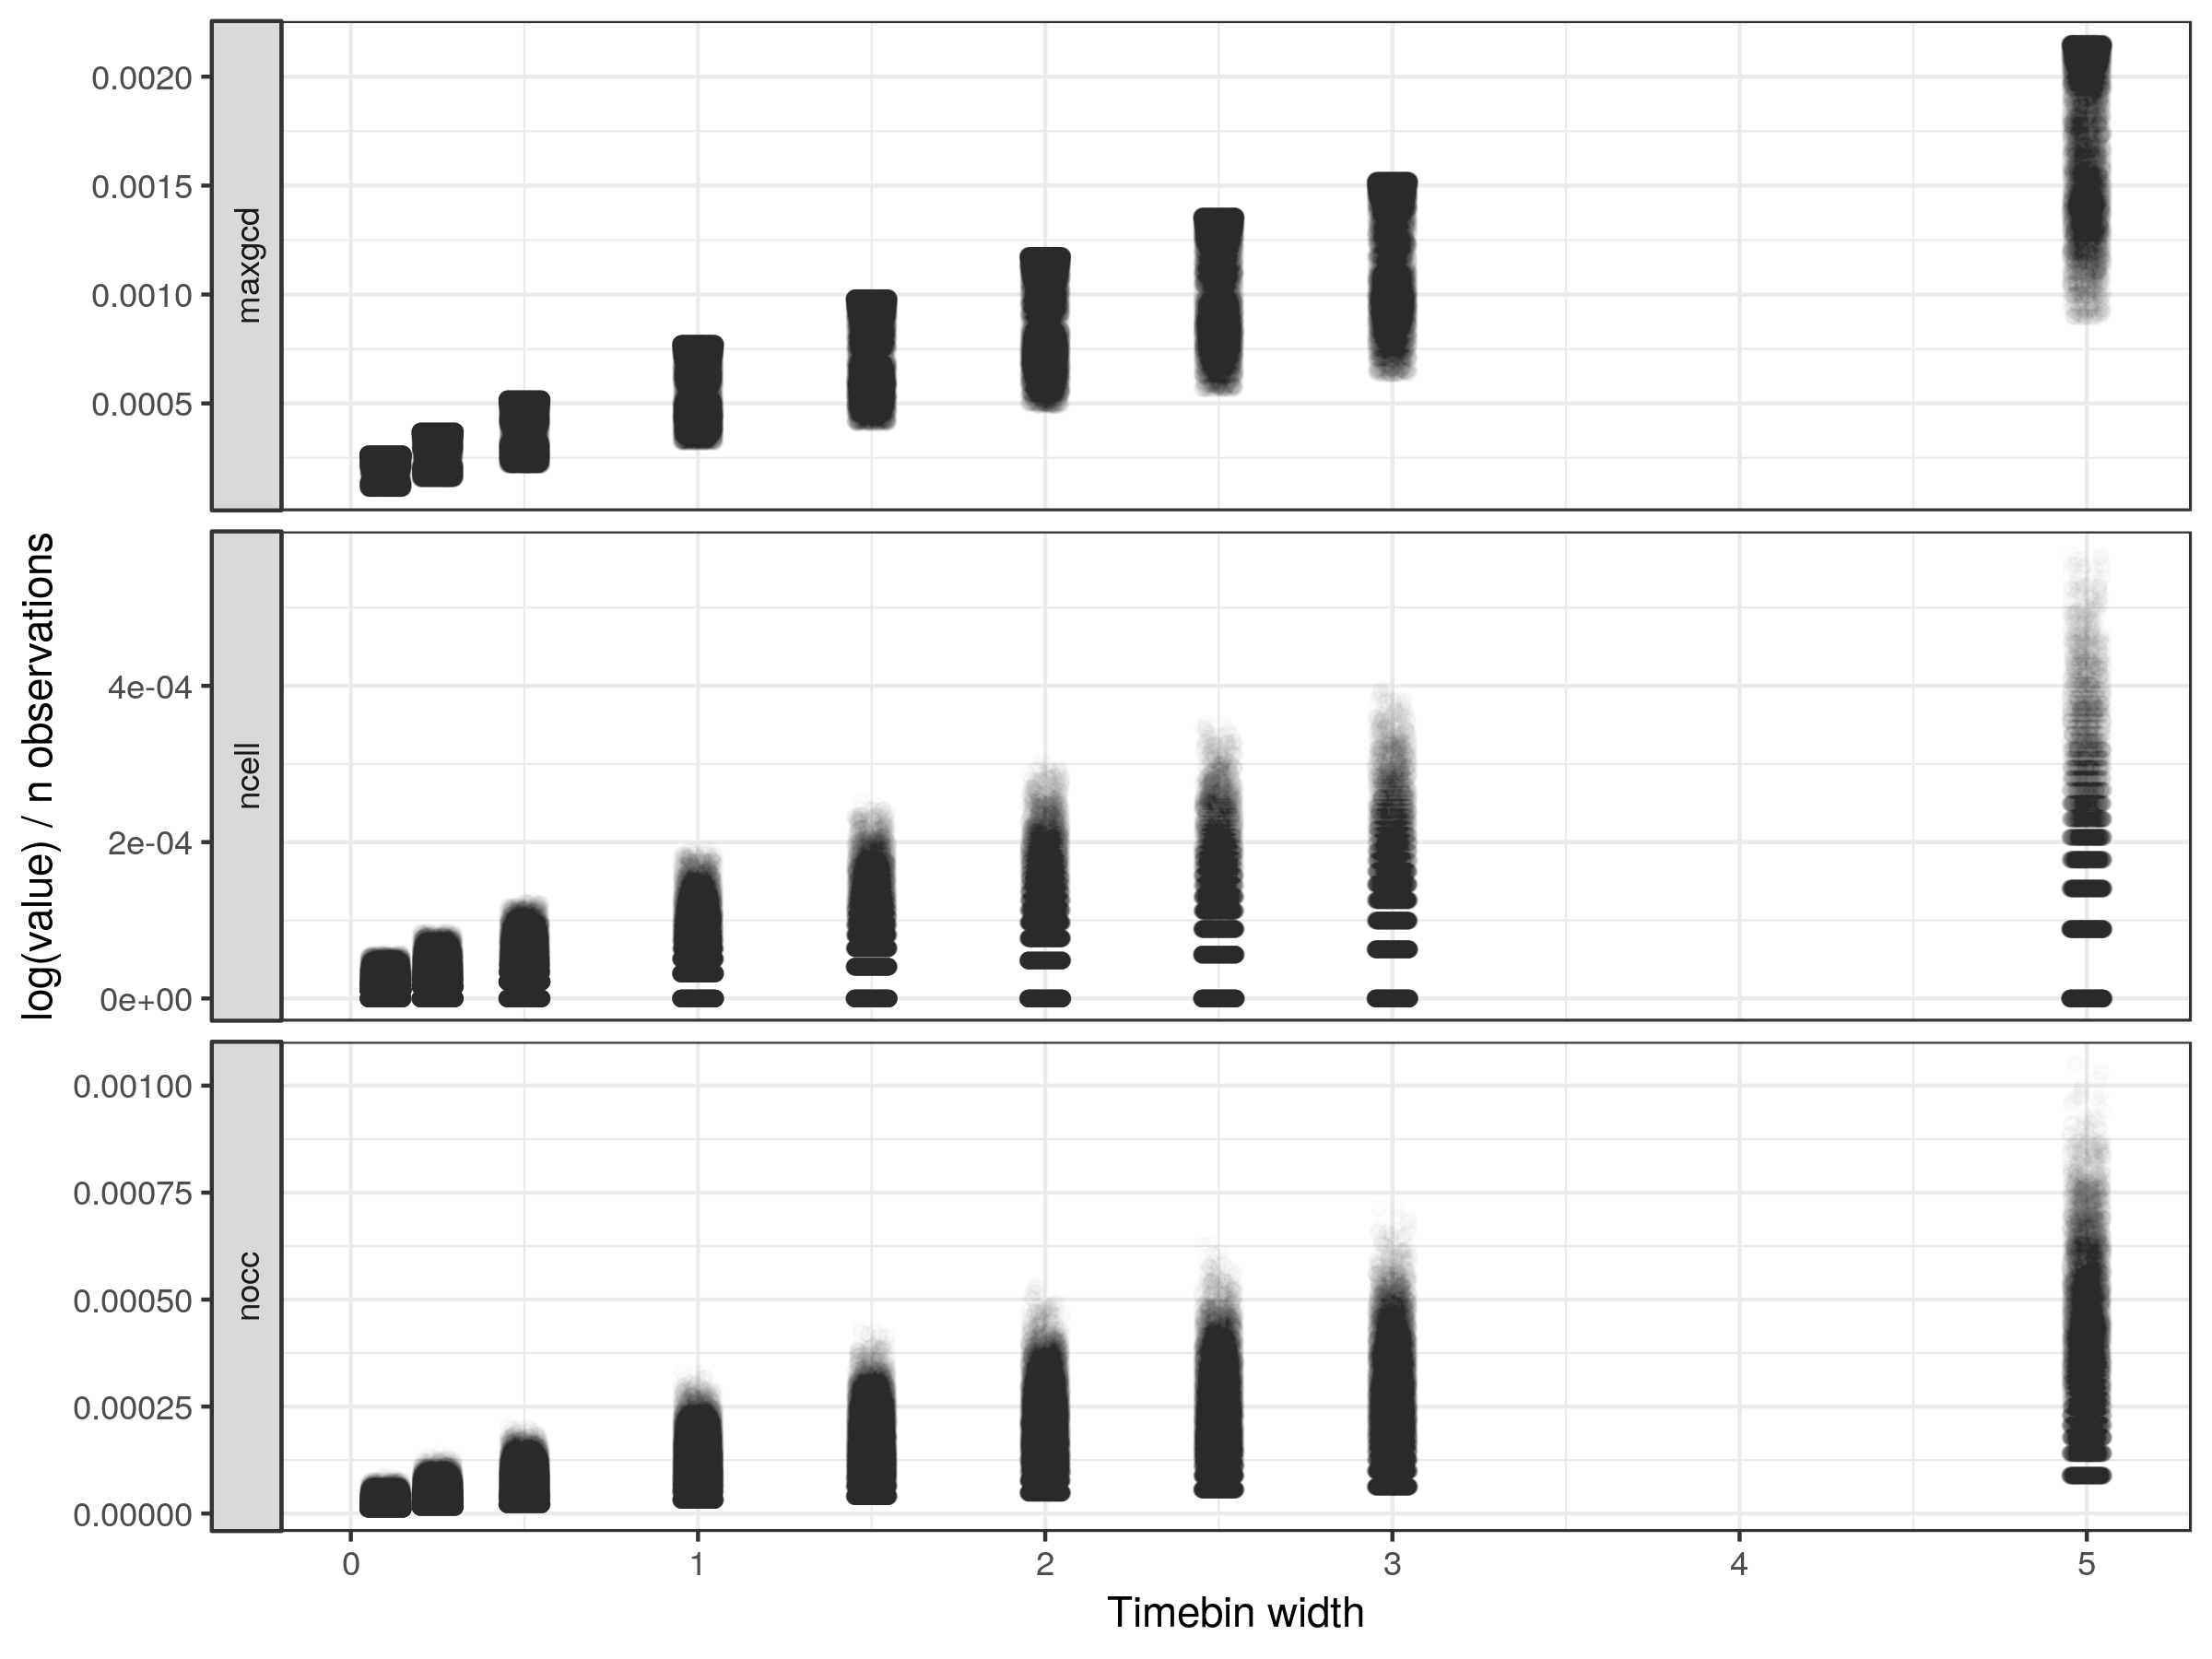 log(value) / n observations
maxgcd
0.0020
0.0015
0.0010
0.0005
ncell
4e-04
2e-04
0e+00
nocc
0.00100
0.00075
0.00050
0.00025
0.00000
0 1 2 3 4 5
Timebin width